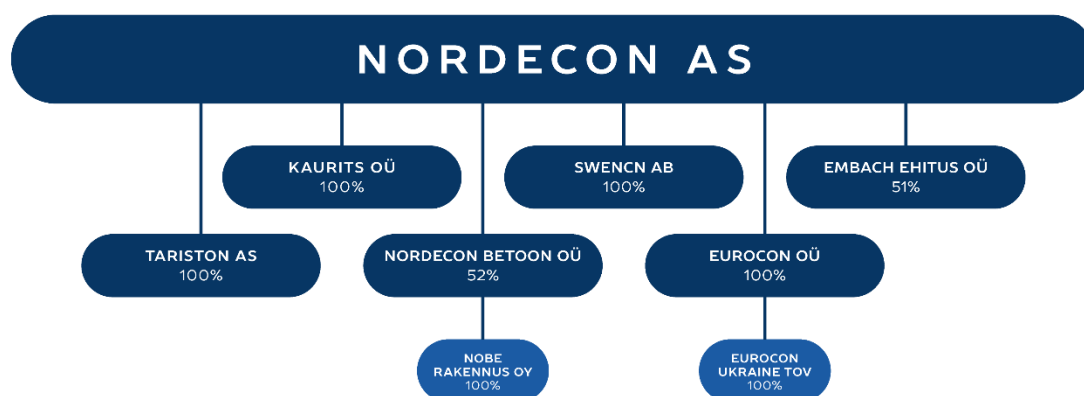 NORDECON AS
KAURITS OÜ
100%
SWENCN AB
100%
EMBACH EHITUS OÜ
51%
TARISTON AS
100%
NORDECON BETOON OÜ
52%
EUROCON OÜ
100%
NOBE
RAKENNUS OY
100%
EUROCON
UKRAINE TOV
100%